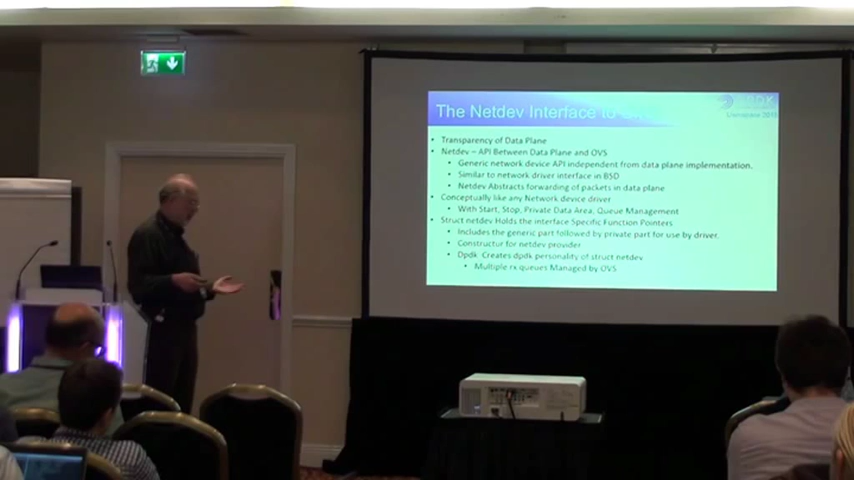 The Netdev Interface to
DPDK
Userspace 2015
• Transparency of Data Plane
• Netdev – API Between Data Plane and OVS
• Generic network device API independent from data plane implementation.
• Similar to network driver interface in BSD
• Netdev Abstracts forwarding of packets in data plane
• Conceptually like any Network device driver
• With Start, Stop, Private Data Area, Queue Management
• Struct netdev Holds the interface Specific Function Pointers
• Includes the generic part followed by private part for use by driver.
• Constructor for netdev provider
• Dpdk Creates dpdk personality of struct netdev
• Multiple rx queues Managed by OVS